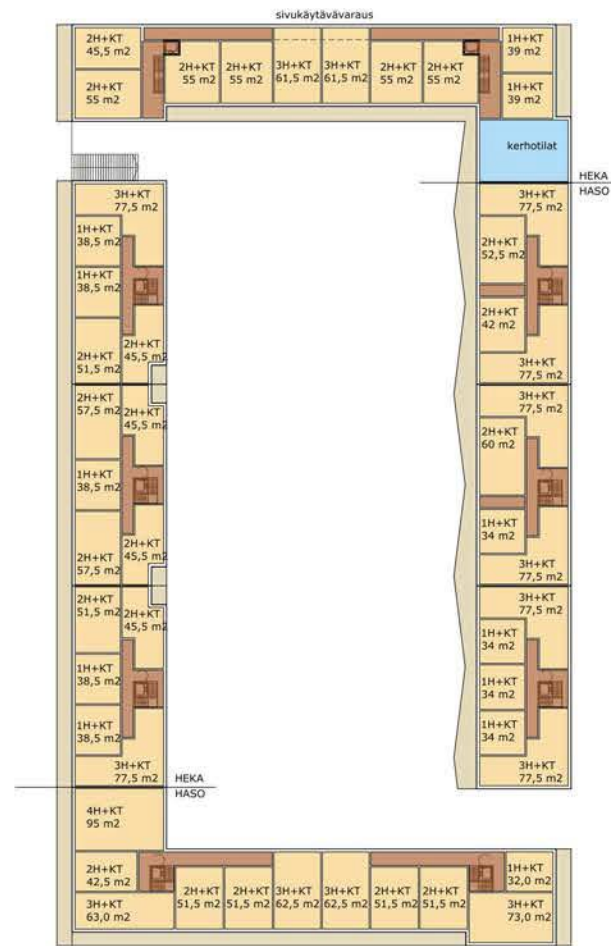 sivukäytävävaraus
2H+KT
45,5 m2
2H+KT
55 m2
2H+KT
55 m2
2H+KT
55 m2
3H+KT
61,5 m2
3H+KT
61,5 m2
2H+KT
55 m2
2H+KT
55 m2
1H+KT
39 m2
1H+KT
39 m2
kerhotilat
HEKA
HASO
3H+KT
77,5 m2
1H+KT
38,5 m2
1H+KT
38,5 m2
2H+KT
51,5 m2
2H+KT
45,5 m2
2H+KT
57,5 m2
2H+KT
45,5 m2
1H+KT
38,5 m2
2H+KT
57,5 m2
2H+KT
45,5 m2
2H+KT
51,5 m2
2H+KT
45,5 m2
1H+KT
38,5 m2
1H+KT
38,5 m2
3H+KT
77,5 m2
HEKA
HASO
3H+KT
77,5 m2
2H+KT
52,5 m2
2H+KT
42 m2
3H+KT
77,5 m2
3H+KT
77,5 m2
2H+KT
60 m2
1H+KT
34 m2
3H+KT
77,5 m2
3H+KT
77,5 m2
1H+KT
34 m2
1H+KT
34 m2
1H+KT
34 m2
3H+KT
77,5 m2
4H+KT
95 m2
2H+KT
42,5 m2
3H+KT
63,0 m2
2H+KT
51,5 m2
2H+KT
51,5 m2
3H+KT
62,5 m2
3H+KT
62,5 m2
2H+KT
51,5 m2
2H+KT
51,5 m2
1H+KT
32,0 m2
3H+KT
73,0 m2